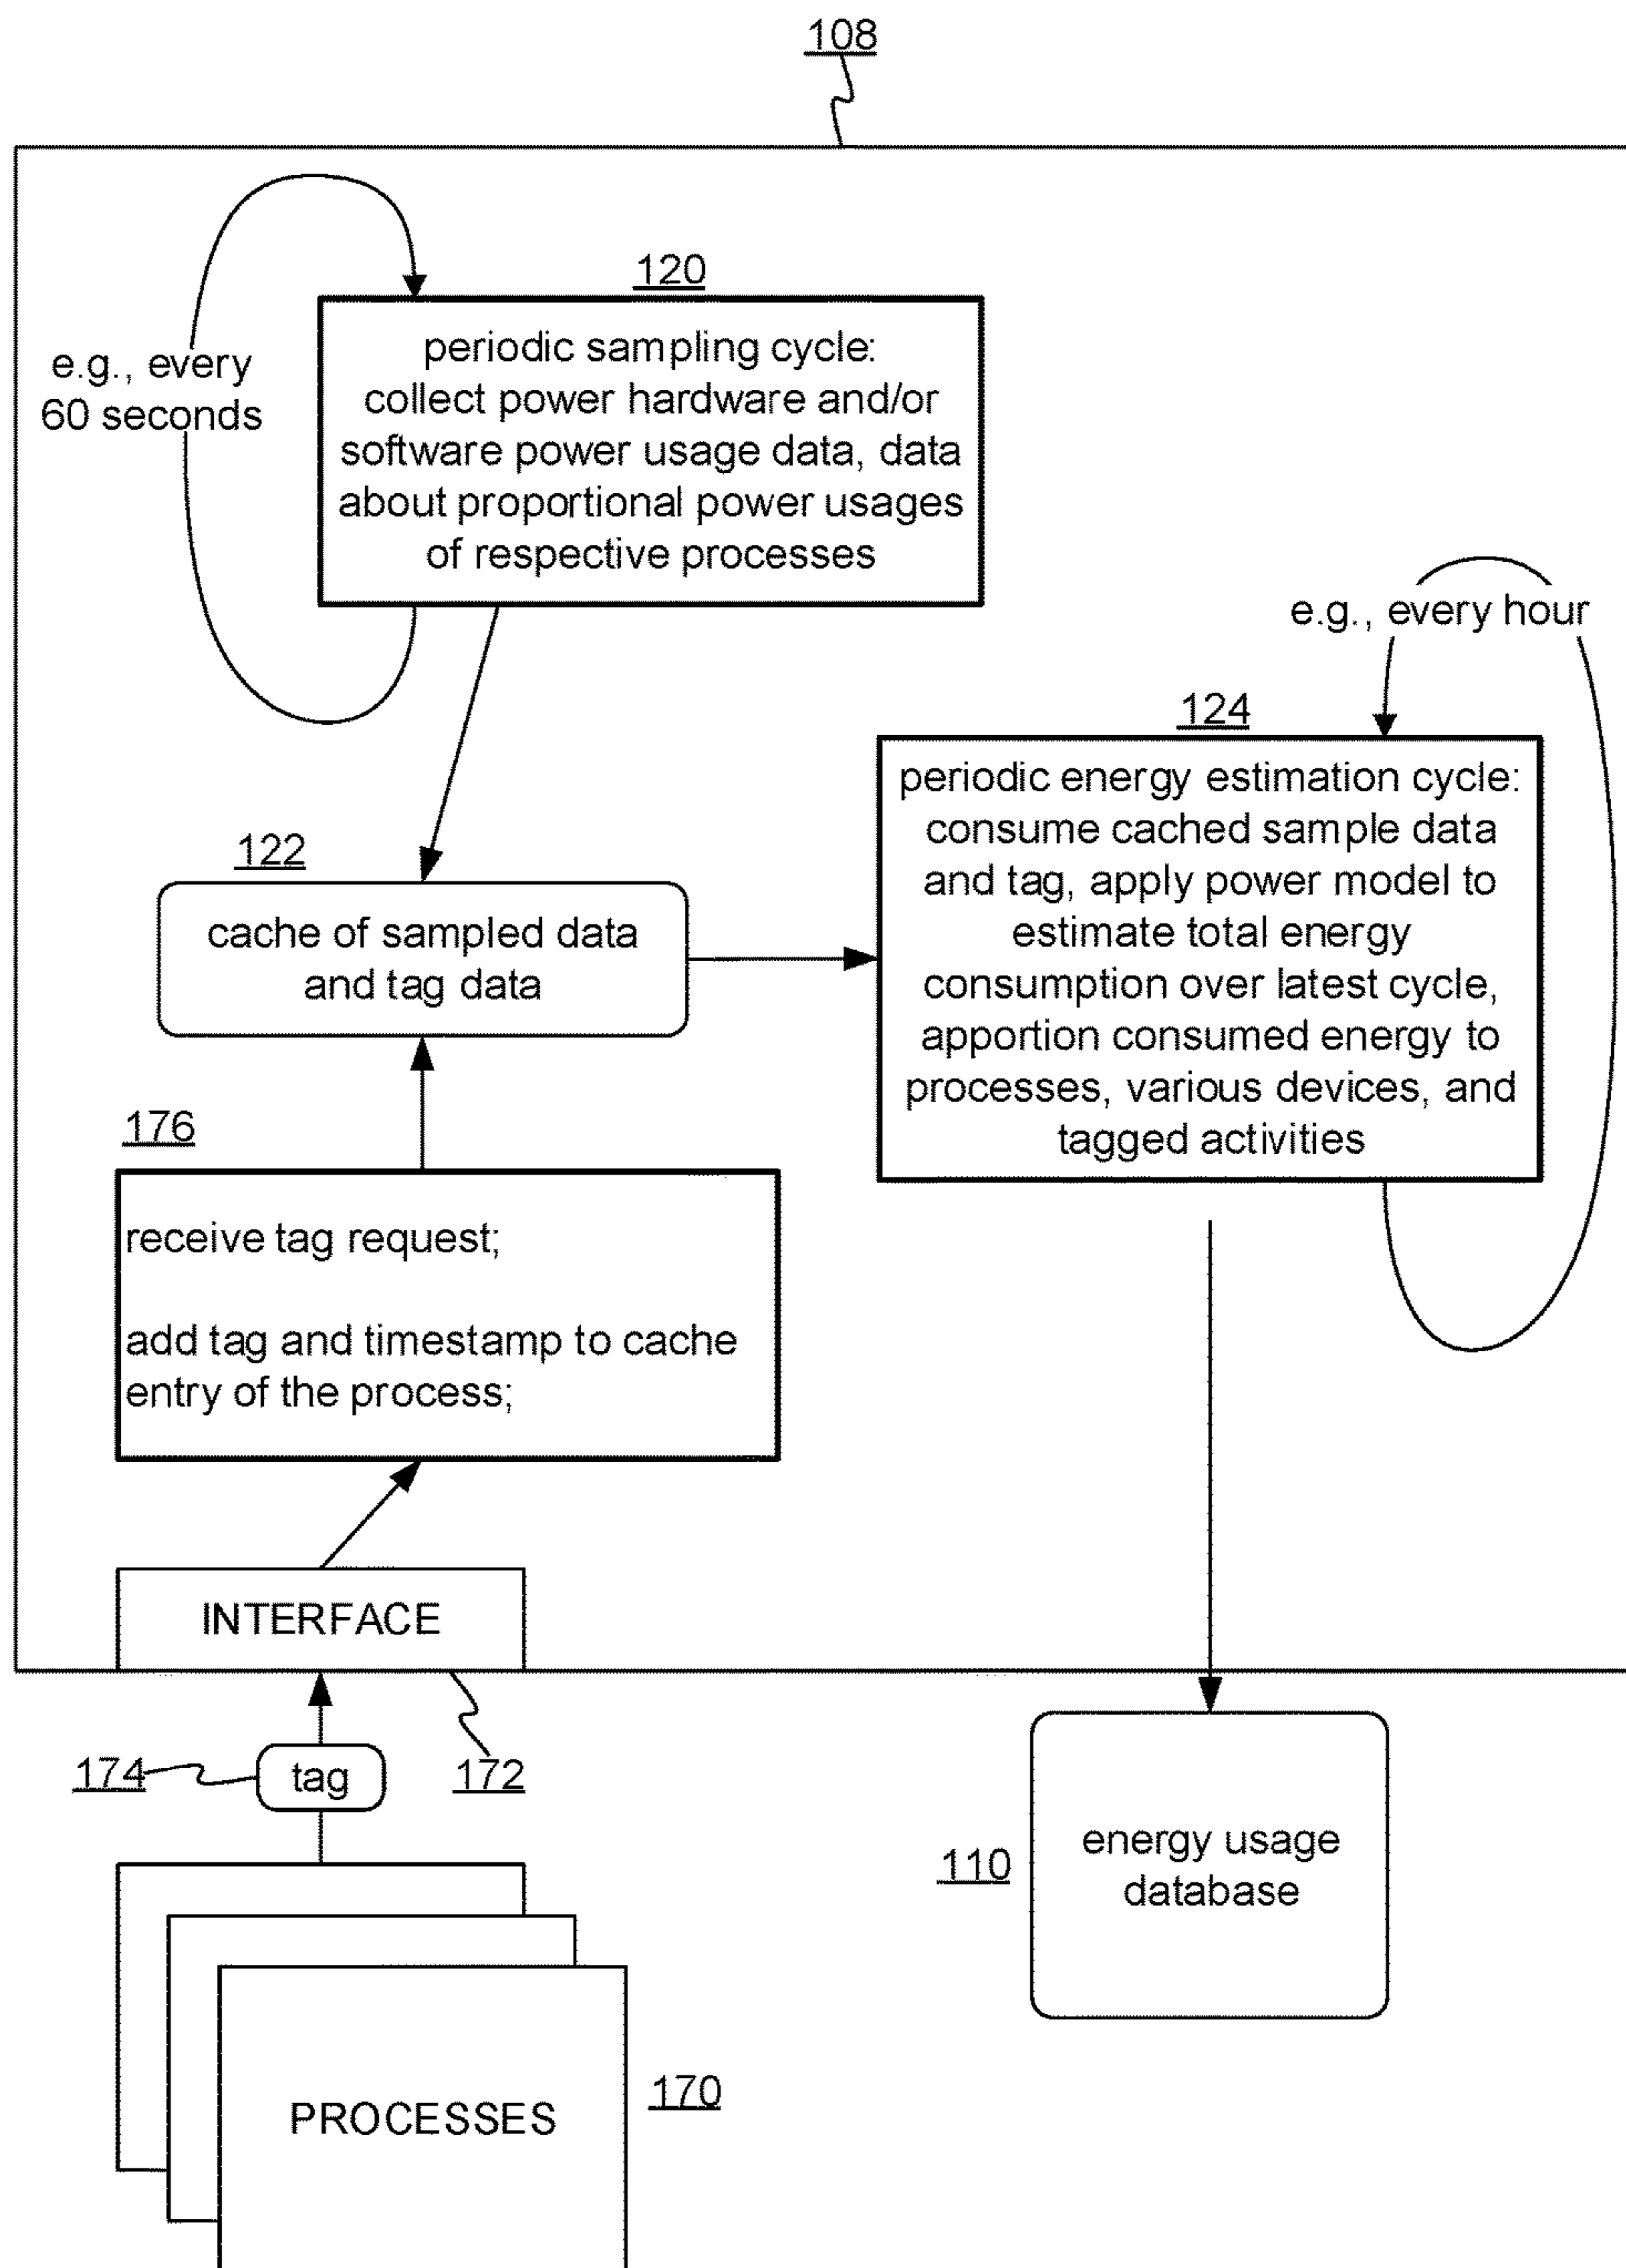 108
120
e.g., every
60 seconds
periodic sampling cycle:
collect power hardware and/or
software power usage data, data
about proportional power usages
of respective processes
e.g., every hour
124
periodic energy estimation cycle:
consume cached sample data
and tag, apply power model to
estimate total energy
consumption over latest cycle,
apportion consumed energy to
processes, various devices, and
tagged activities
122
cache of sampled data
and tag data
176
receive tag request;
add tag and timestamp to cache
entry of the process;
INTERFACE
174
tag
172
110
energy usage
database
170
PROCESSES